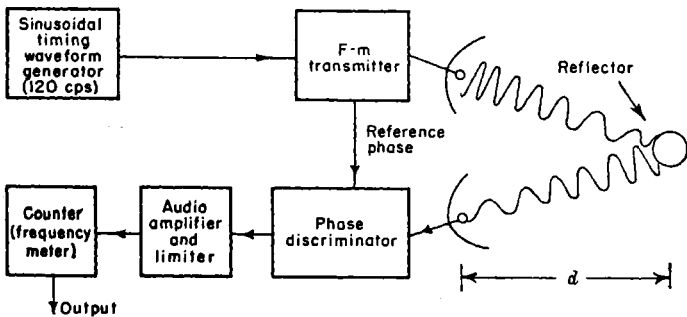 Sinusoidal
timing
waveform
generator
(120 cps)
F-m
transmitter
Reflector
Reference
phase
Counter
(frequency
meter)
Audio
amplifier
and
limiter
Phase
discriminator
d
Output